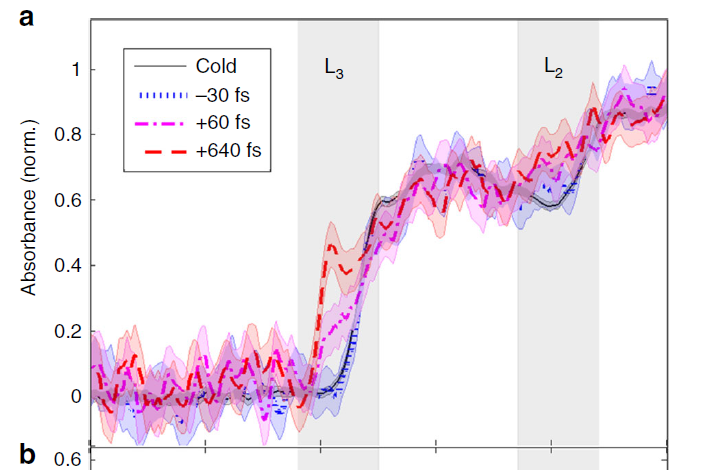 a
Absorbance (norm.)
1
0.8
0.6
0.4
0.2
0
Cold
–30 fs
+60 fs
+640 fs
L3
L2
b
0.6